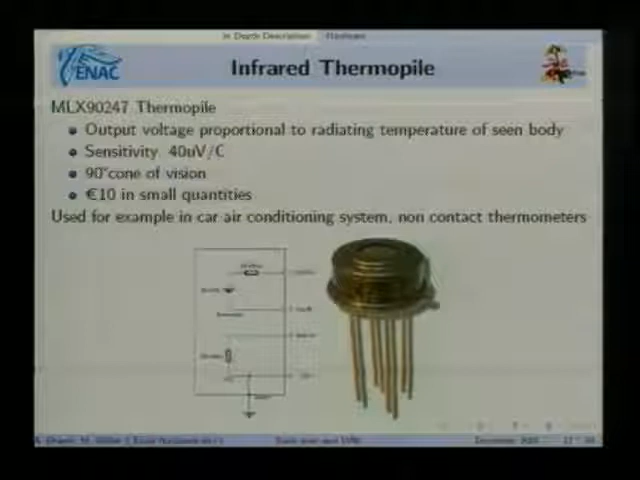 In Depth Description Hardware
ENAC
Infrared Thermopile
MLX90247 Thermopile
Output voltage proportional to radiating temperature of seen body
Sensitivity 40uV/C
90°cone of vision
€10 in small quantities
Used for example in car air conditioning system, non contact thermometers